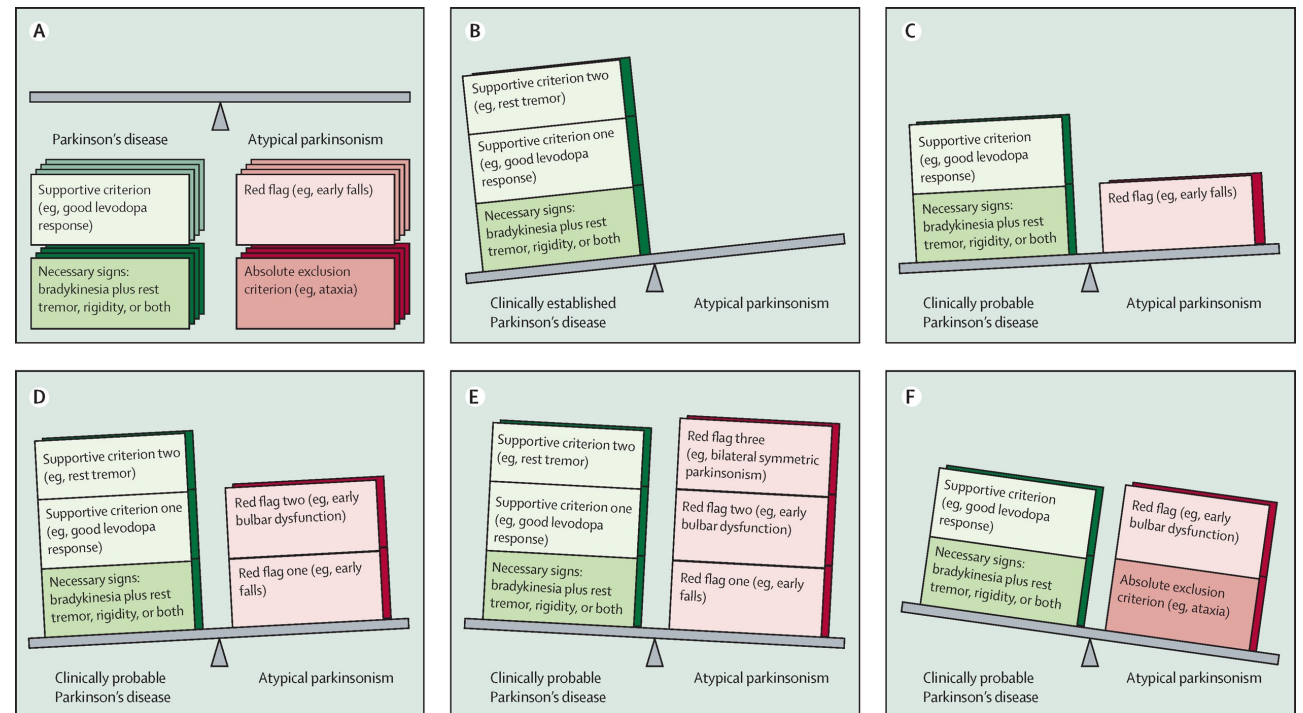 A
Parkinson's disease
Atypical parkinsonism
Supportive criterion
(eg, good levodopa
response)
Red flag (eg, early falls)
Necessary signs:
bradykinesia plus rest
tremor, rigidity, or both
Absolute exclusion
criterion (eg, ataxia)
B
Supportive criterion two
(eg, rest tremor)
Supportive criterion one
(eg, good levodopa
response)
Necessary signs:
bradykinesia plus rest
tremor, rigidity, or both
Clinically established
Parkinson's disease
Atypical parkinsonism
C
Supportive criterion
(eg, good levodopa
response)
Necessary signs:
bradykinesia plus rest
tremor, rigidity, or both
Red flag (eg, early falls)
Clinically probable
Parkinson's disease
Atypical parkinsonism
D
Supportive criterion two
(eg, rest tremor)
Supportive criterion one
(eg, good levodopa
response)
Necessary signs:
bradykinesia plus rest
tremor, rigidity, or both
Red flag two (eg, early
bulbar dysfunction)
Red flag one (eg, early
falls)
Clinically probable
Parkinson's disease
Atypical parkinsonism
E
Supportive criterion two
(eg, rest tremor)
Supportive criterion one
(eg, good levodopa
response)
Necessary signs:
bradykinesia plus rest
tremor, rigidity, or both
Red flag three
(eg, bilateral symmetric
parkinsonism)
Red flag two (eg, early
bulbar dysfunction)
Red flag one (eg, early
falls)
Clinically probable
Parkinson's disease
Atypical parkinsonism
F
Supportive criterion
(eg, good levodopa
response)
Necessary signs:
bradykinesia plus rest
tremor, rigidity, or both
Red flag (eg, early
bulbar dysfunction)
Absolute exclusion
criterion (eg, ataxia)
Clinically probable
Parkinson's disease
Atypical parkinsonism